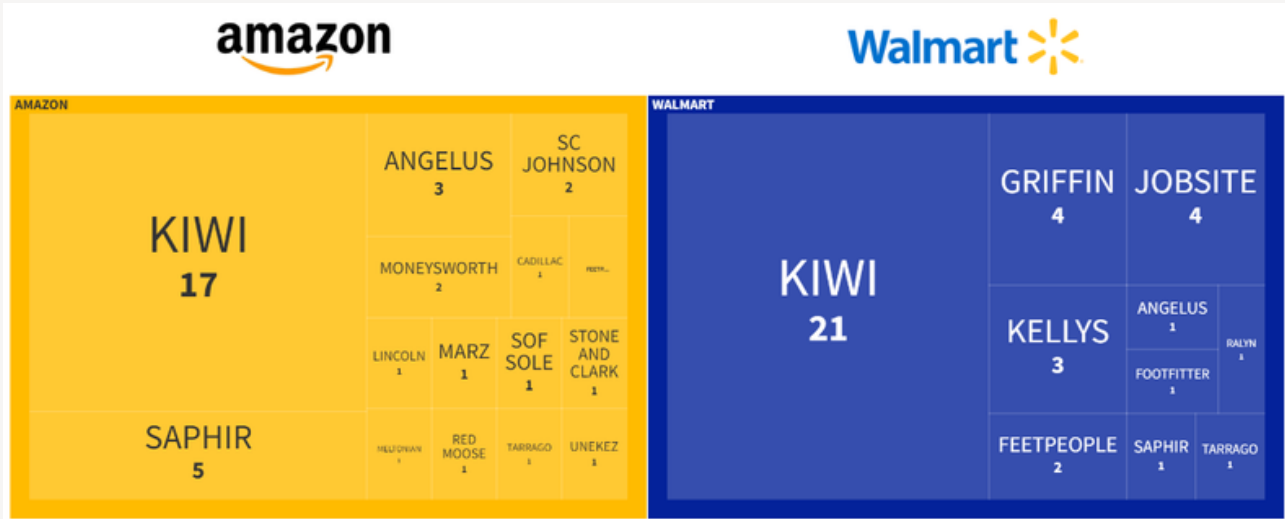 amazon
Walmart
AMAZON
KIWI
17
SAPHIR
5
ANGELUS
3
SC
JOHNSON
2
MONEYSWORTH
2
CADILLAC
1
LINCOLN
1
MARZ
1
SOF
SOLE
1
STONE
AND
CLARK
1
MELTONIAN
1
RED
MOOSE
1
TARRAGO
1
UNEKEZ
1
WALMART
KIWI
21
GRIFFIN
4
JOBSITE
4
KELLYS
3
ANGELUS
1
FOOTFITTER
1
RALYN
1
FEETPEOPLE
2
SAPHIR
1
TARRAGO
1